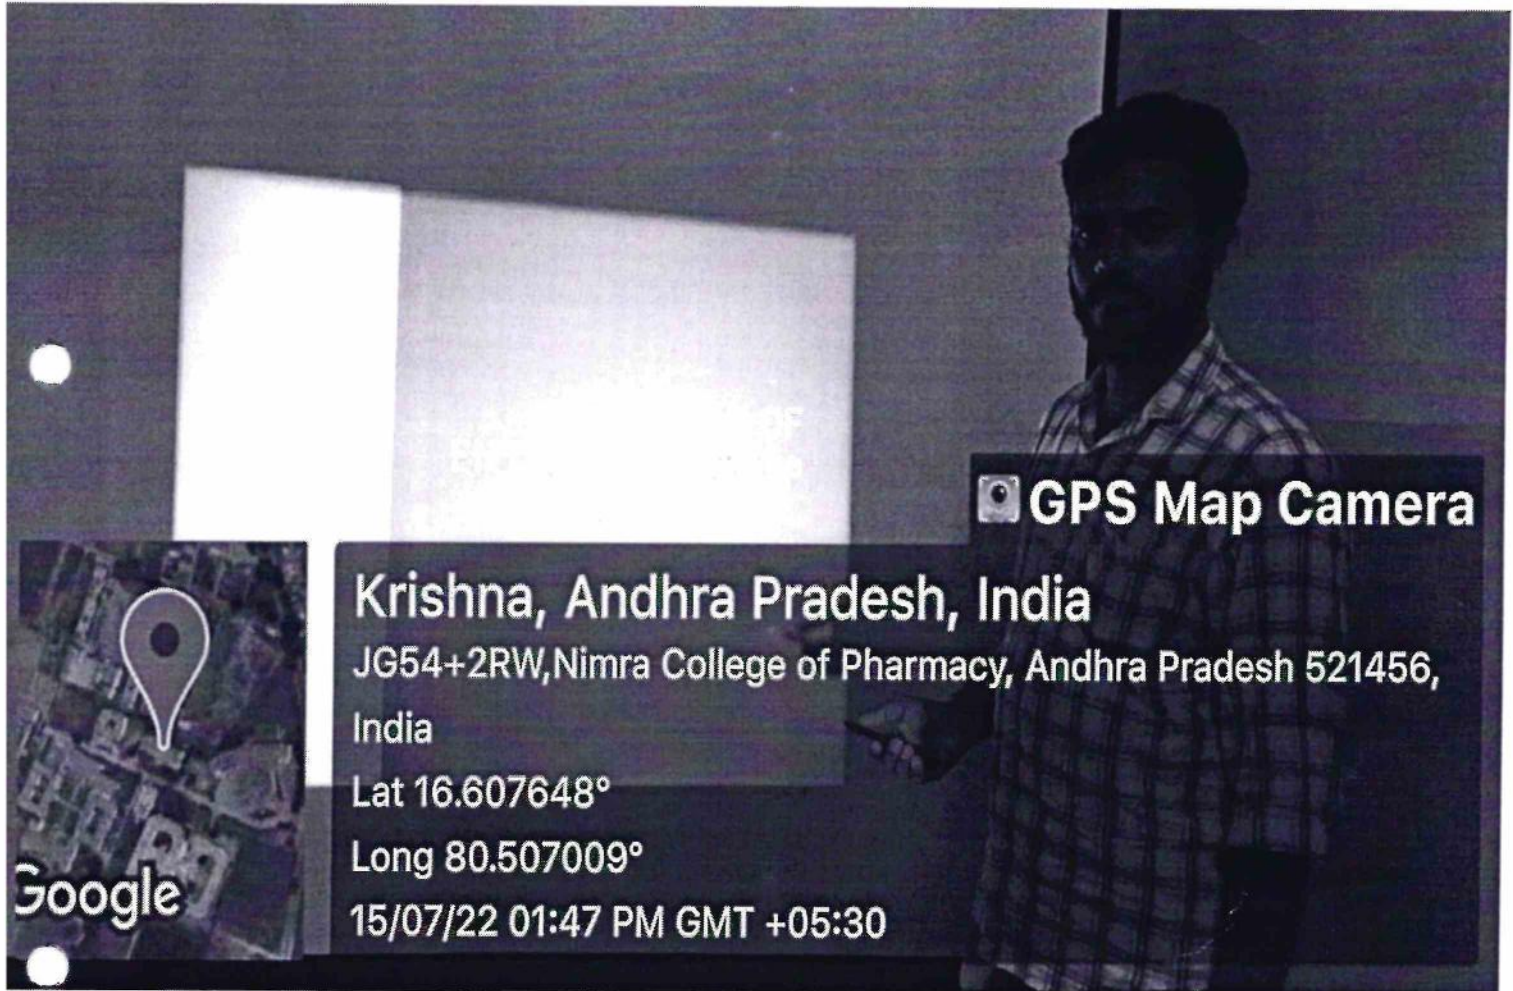 GPS Map Camera
Krishna, Andhra Pradesh, India
JG54+2RW,Nimra College of Pharmacy, Andhra Pradesh 521456,
India
Lat 16.607648°
Long 80.507009°
15/07/22 01:47 PM GMT +05:30
Google